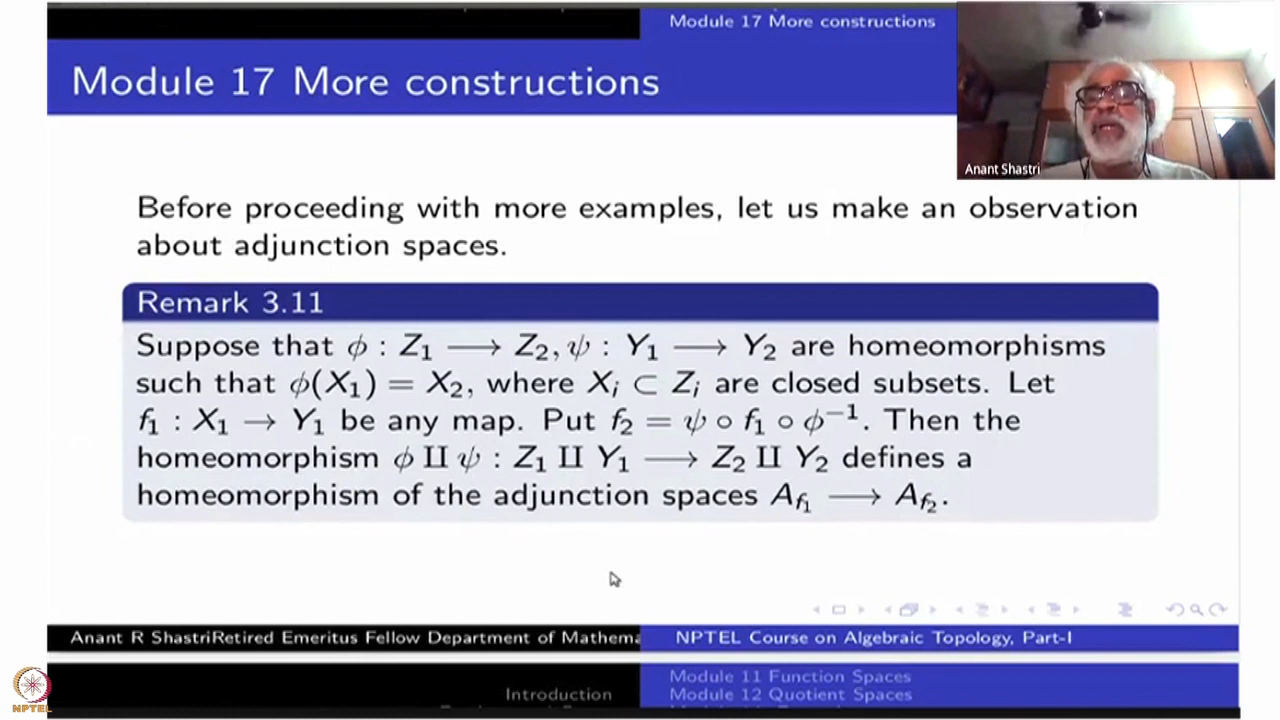 Module 17 More constructions
Module 17 More constructions
Anant Shastri
Before proceeding with more examples, let us make an observation
about adjunction spaces.
Remark 3.11
Suppose that ϕ : Z₁ ⟶ Z₂, ψ : Y₁ ⟶ Y₂ are homeomorphisms
such that ϕ(X₁) = X₂, where Xᵢ ⊂ Zᵢ are closed subsets. Let
f₁ : X₁ → Y₁ be any map. Put f₂ = ψ ∘ f₁ ∘ ϕ⁻¹. Then the
homeomorphism ϕ ∐ ψ : Z₁ ∐ Y₁ ⟶ Z₂ ∐ Y₂ defines a
homeomorphism of the adjunction spaces A_{f₁} ⟶ A_{f₂}.
Anant R ShastriRetired Emeritus Fellow Department of Mathema
NPTEL Course on Algebraic Topology, Part-I
Introduction
Module 11 Function Spaces
Module 12 Quotient Spaces
NPTEL